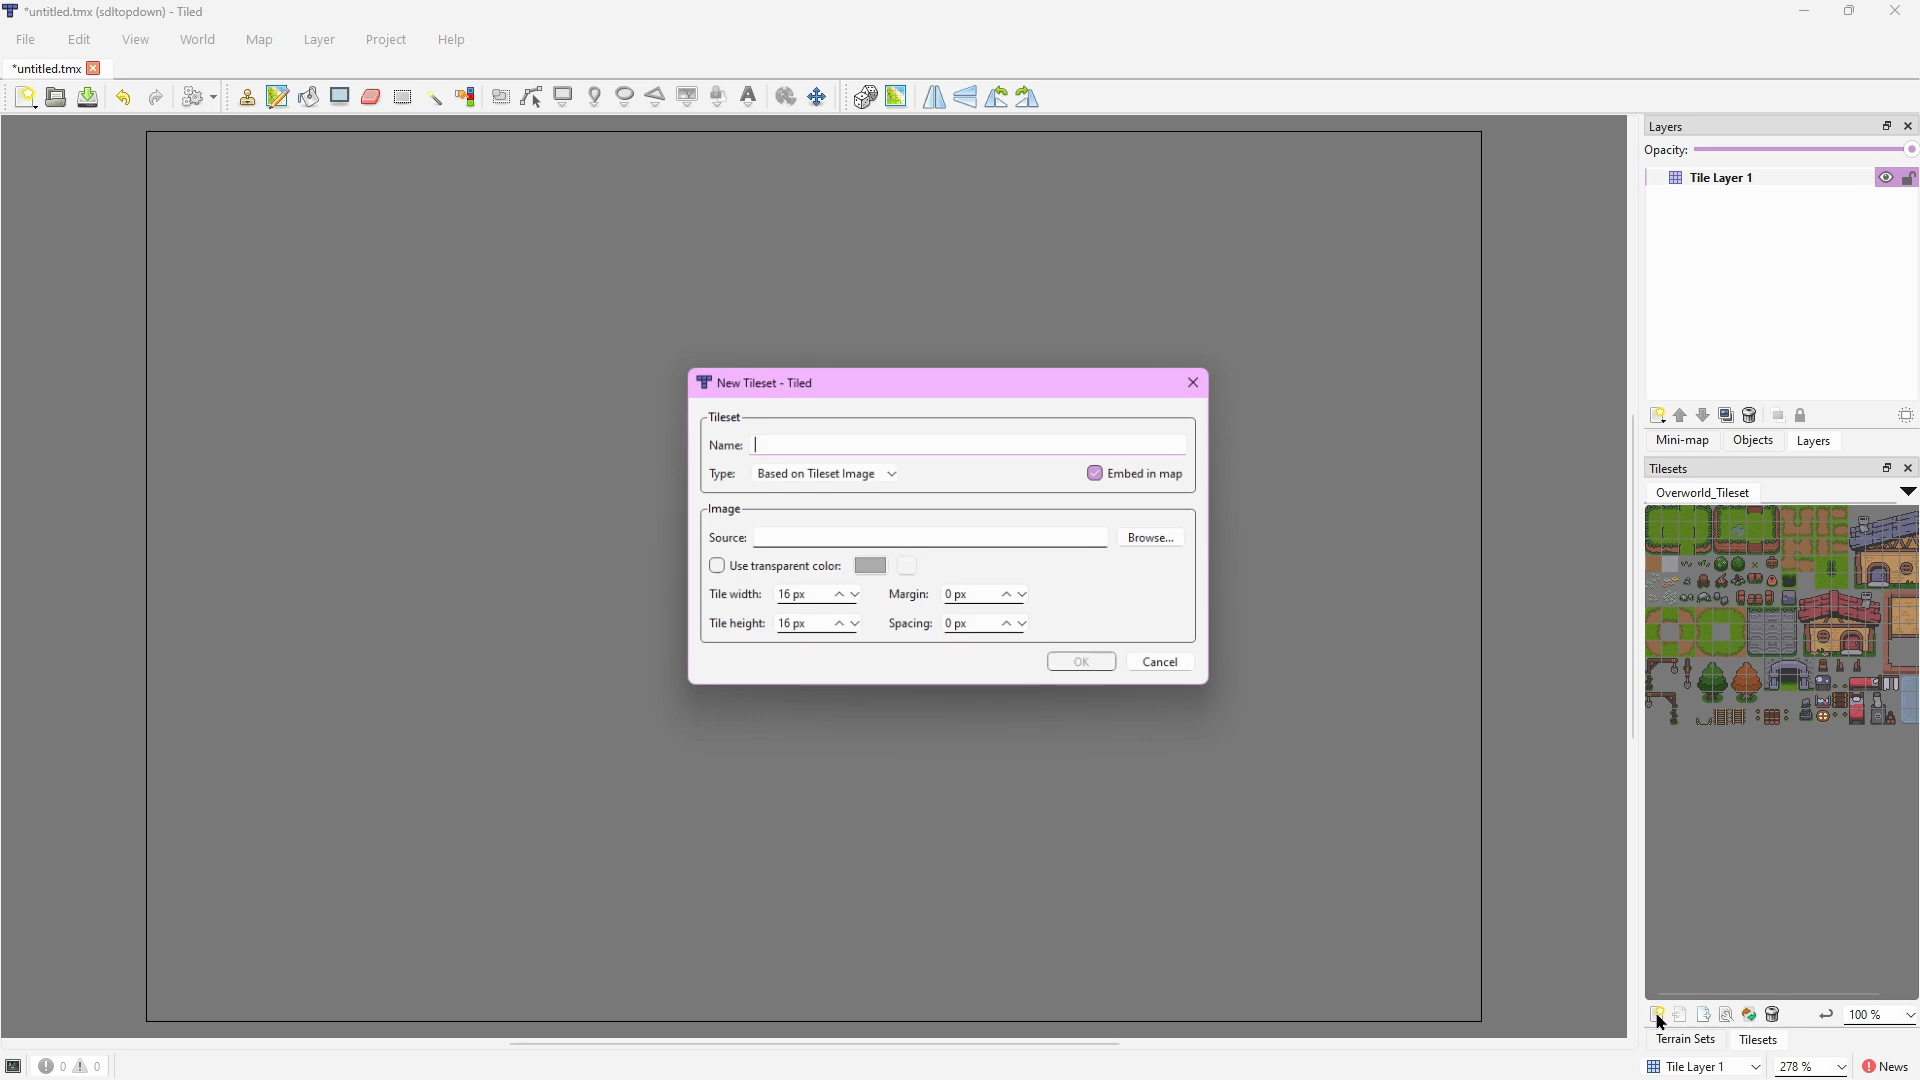 *untitled.tmx (sdltopdown) - Tiled
File Edit View World Map Layer Project Help
*untitled.tmx
Layers
Opacity:
Tile Layer 1
New Tileset - Tiled
Tileset
Name:
Type: Based on Tileset Image Embed in map
Image
Source: Browse...
Use transparent color:
Tile width: 16 px Margin: 0 px
Tile height: 16 px Spacing: 0 px
OK Cancel
Mini-map Objects Layers
Tilesets
Overworld_Tileset
100 %
Terrain Sets Tilesets
0 0 Tile Layer 1 278 % News